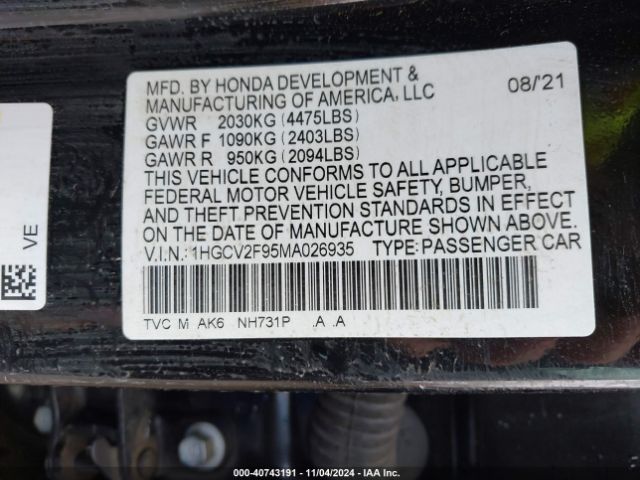 MFD. BY HONDA DEVELOPMENT &
MANUFACTURING OF AMERICA, LLC
08/'21
GVWR 2030KG (4475LBS)
GAWR F 1090KG (2403LBS)
GAWR R 950KG (2094LBS)
THIS VEHICLE CONFORMS TO ALL APPLICABLE
FEDERAL MOTOR VEHICLE SAFETY, BUMPER,
AND THEFT PREVENTION STANDARDS IN EFFECT
ON THE DATE OF MANUFACTURE SHOWN ABOVE.
V.I.N.: 1HGCV2F95MA026935 TYPE: PASSENGER CAR
TVC M AK6 NH731P .A .A
VE
000-40743191 - 11/04/2024 - IAA Inc.